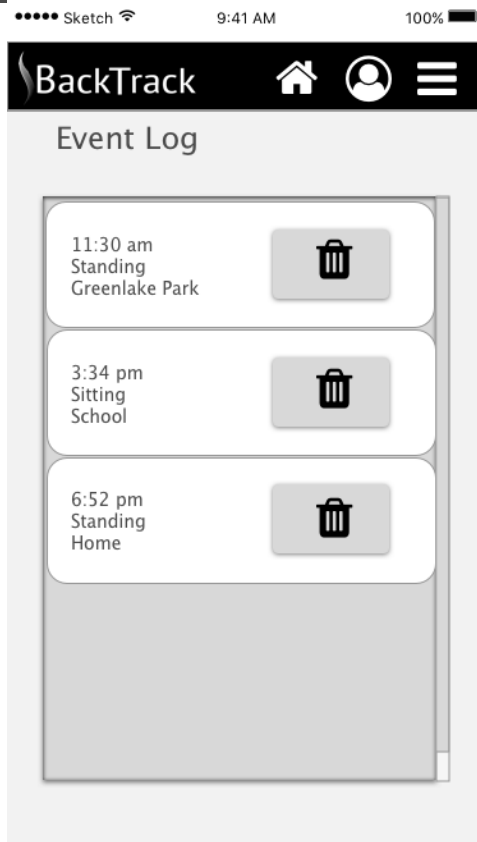 Sketch 9:41 AM 100%
BackTrack
Event Log
11:30 am
Standing
Greenlake Park
3:34 pm
Sitting
School
6:52 pm
Standing
Home